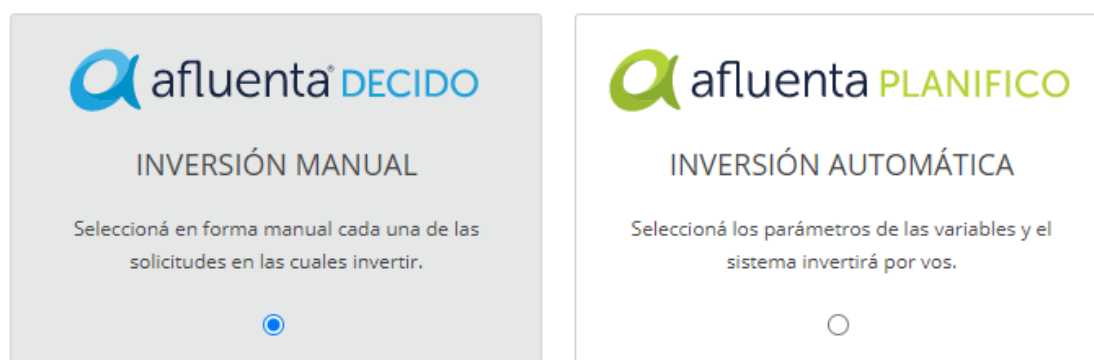 afluenta® DECIDO
INVERSIÓN MANUAL
Seleccioná en forma manual cada una de las
solicitudes en las cuales invertir.
afluenta PLANIFICO
INVERSIÓN AUTOMÁTICA
Seleccioná los parámetros de las variables y el
sistema invertirá por vos.